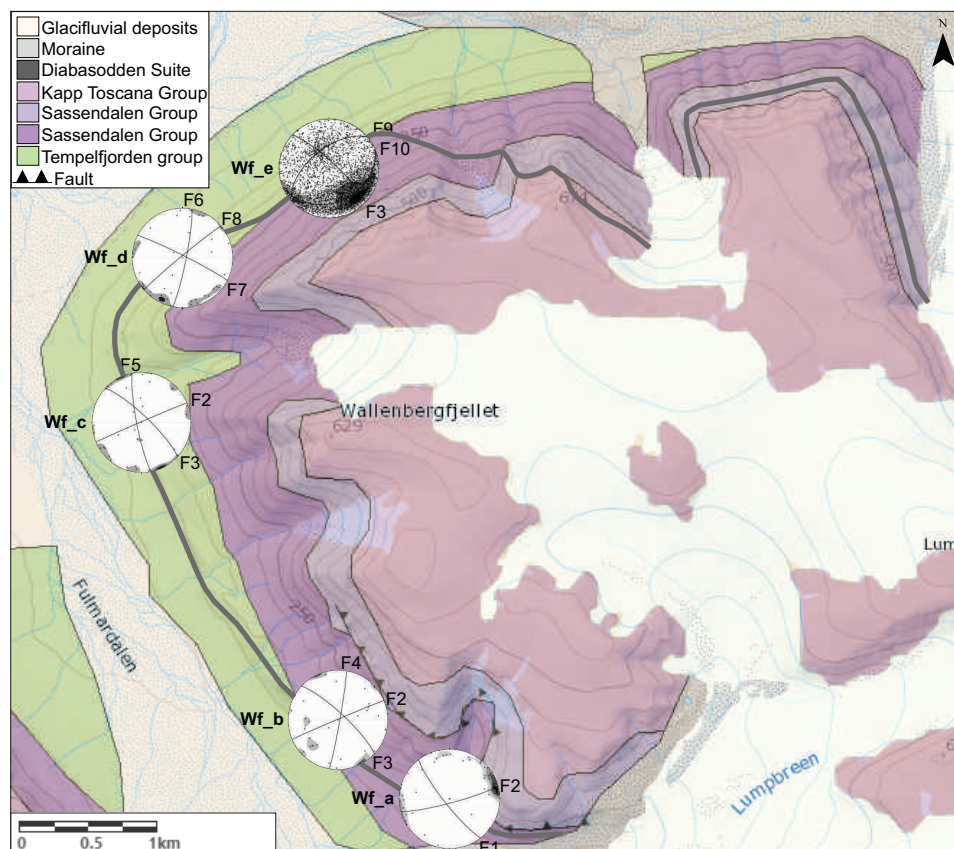 Glacifluvial deposits
Moraine
Diabasodden Suite
Kapp Toscana Group
Sassendalen Group
Sassendalen Group
Tempelfjorden group
Fault
N
F9
F10
Wf_e
F3
F6
F8
Wf_d
F7
F5
F2
Wf_c
F3
Wallenbergfjellet
629
250
500
Fulmardalen
F4
F2
Wf_b
F3
Wf_a
F2
F1
Lumpbreen
Lum
0 0.5 1km